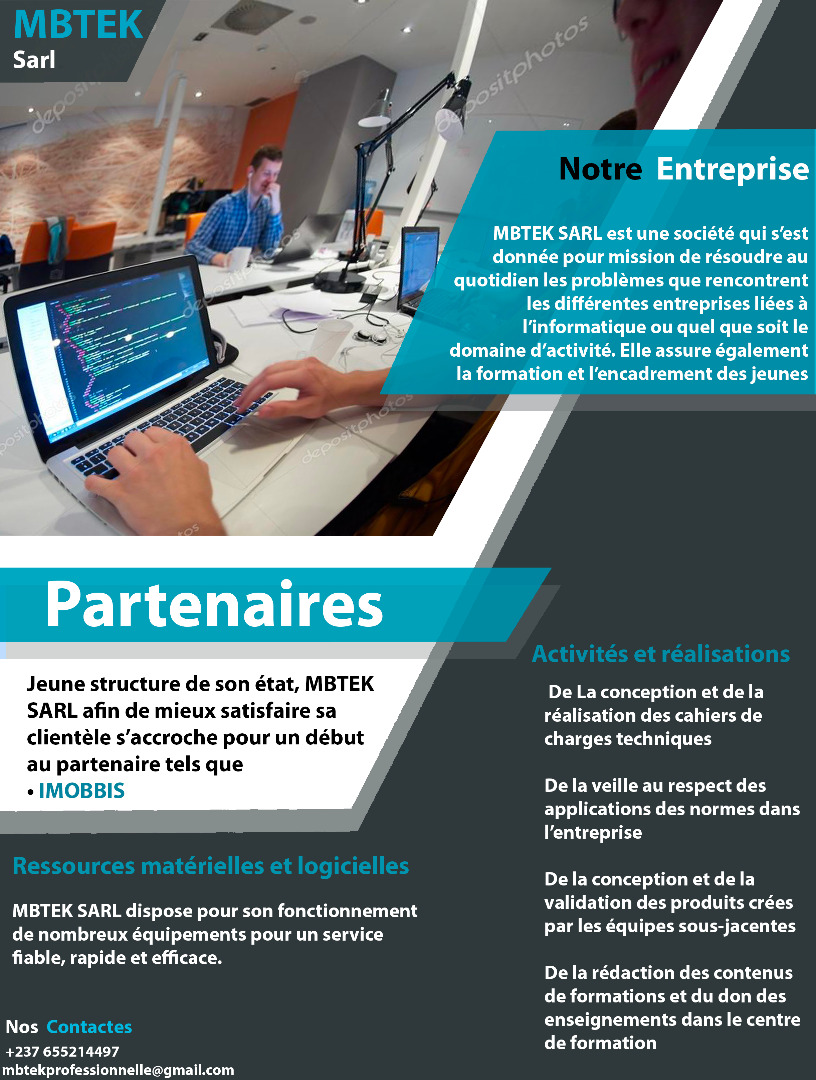 MBTEK
Sarl
depositphotos
depositphotos
Notre Entreprise
MBTEK SARL est une société qui s’est
donnée pour mission de résoudre au
quotidien les problèmes que rencontrent
les différentes entreprises liées à
l’informatique ou quel que soit le
domaine d’activité. Elle assure également
la formation et l’encadrement des jeunes
depositphotos
depositphotos
Partenaires
Jeune structure de son état, MBTEK
SARL afin de mieux satisfaire sa
clientèle s’accroche pour un début
au partenaire tels que
• IMOBBIS
Ressources matérielles et logicielles
MBTEK SARL dispose pour son fonctionnement
de nombreux équipements pour un service
fiable, rapide et efficace.
Nos Contactes
+237 655214497
mbtekprofessionnelle@gmail.com
Activités et réalisations
De La conception et de la
réalisation des cahiers de
charges techniques
De la veille au respect des
applications des normes dans
l’entreprise
De la conception et de la
validation des produits crées
par les équipes sous-jacentes
De la rédaction des contenus
de formations et du don des
enseignements dans le centre
de formation